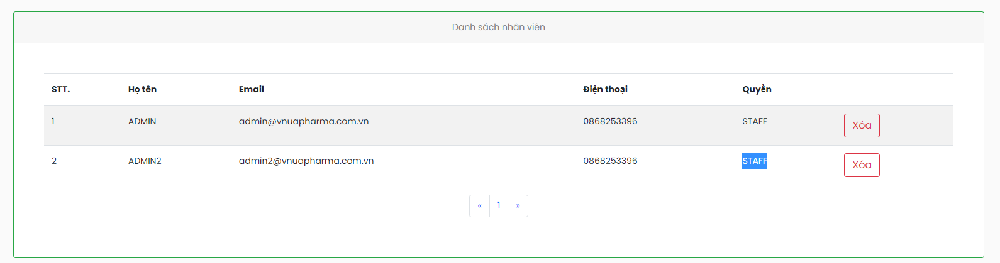 Danh sách nhân viên
STT. Họ tên Email Điện thoại Quyền
1 ADMIN admin@vnuapharma.com.vn 0868253396 STAFF Xóa
2 ADMIN2 admin2@vnuapharma.com.vn 0868253396 STAFF Xóa
« 1 »